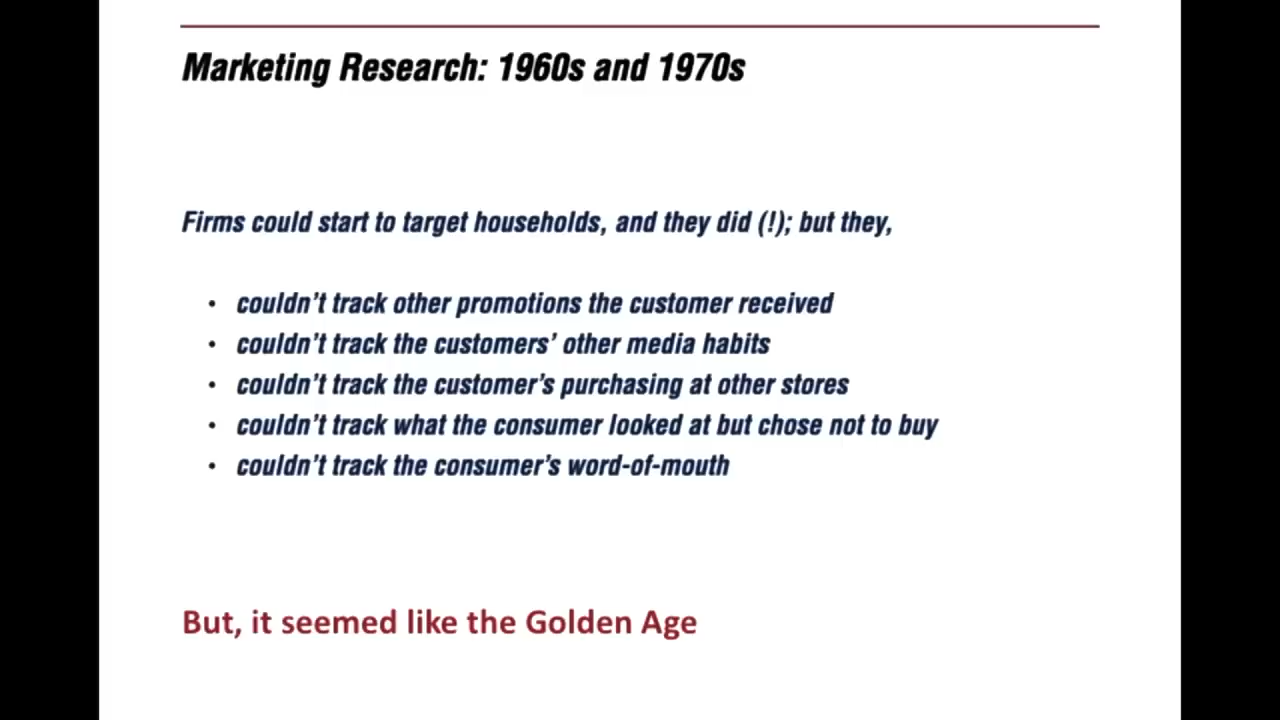 Marketing Research: 1960s and 1970s
Firms could start to target households, and they did (!); but they,
• couldn't track other promotions the customer received
• couldn't track the customers' other media habits
• couldn't track the customer's purchasing at other stores
• couldn't track what the consumer looked at but chose not to buy
• couldn't track the consumer's word-of-mouth
But, it seemed like the Golden Age